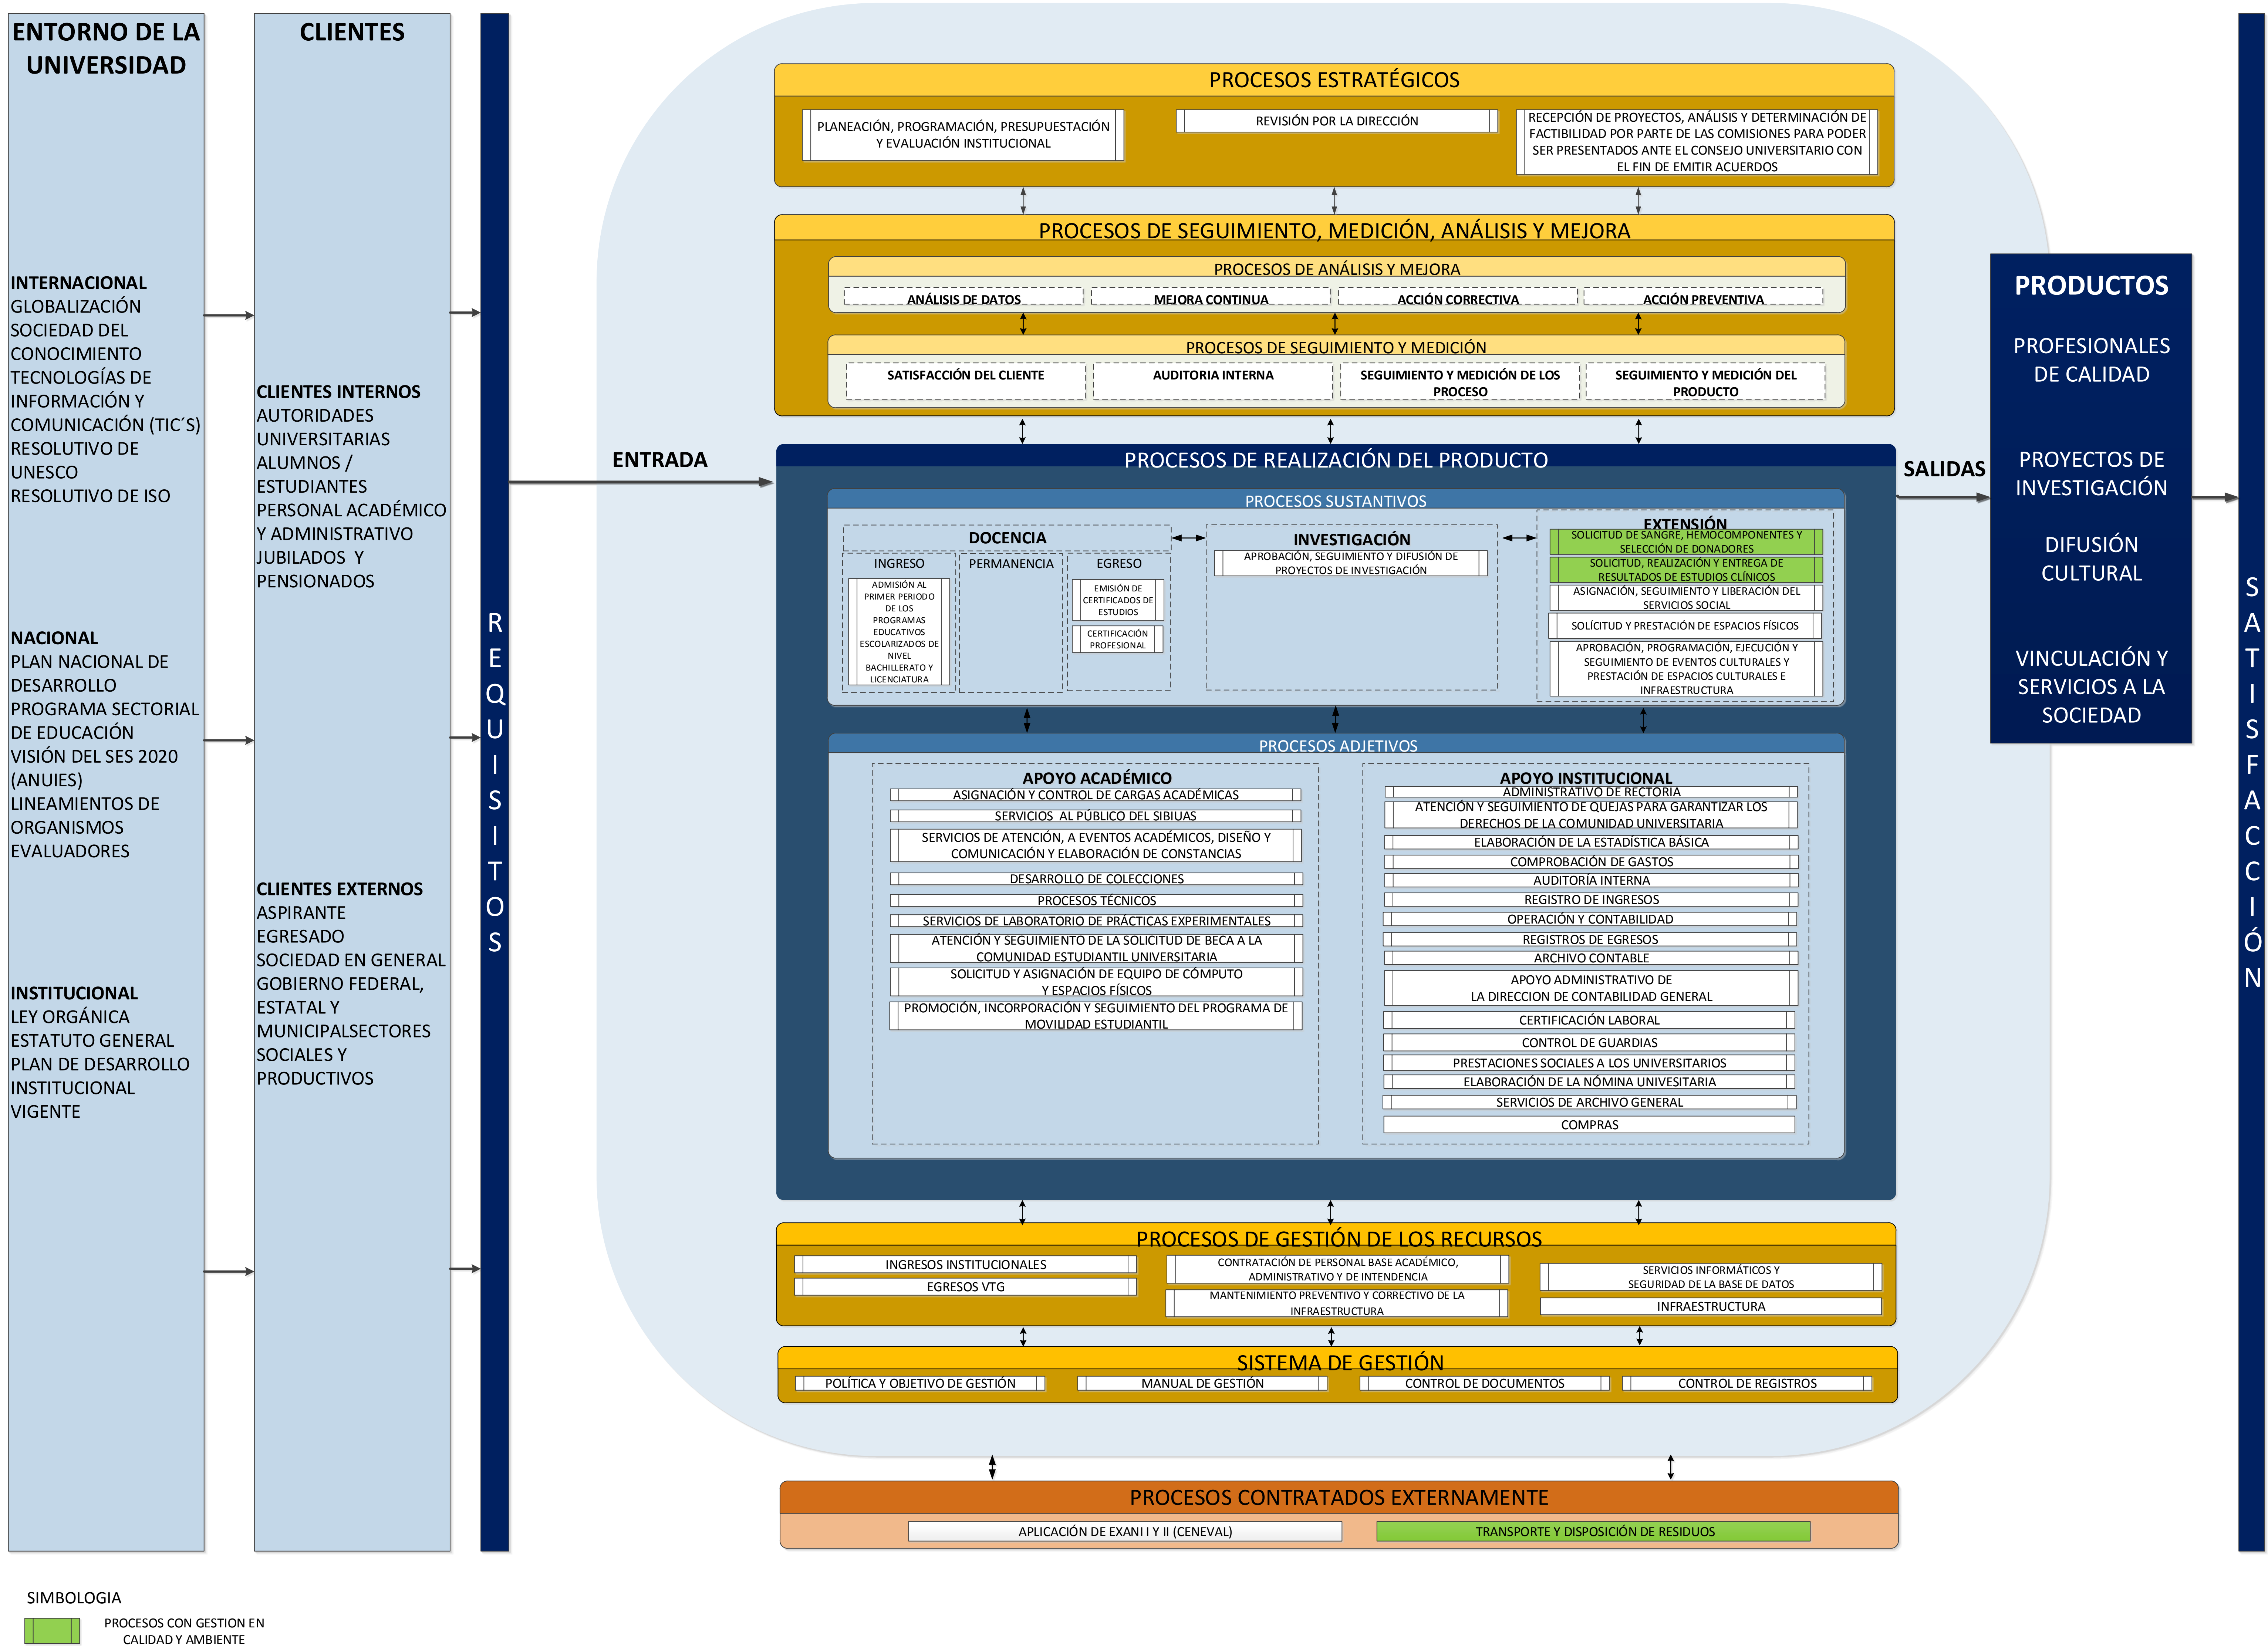 ENTORNO DE LA
UNIVERSIDAD
INTERNACIONAL
GLOBALIZACIÓN
SOCIEDAD DEL
CONOCIMIENTO
TECNOLOGÍAS DE
INFORMACIÓN Y
COMUNICACIÓN (TIC´S)
RESOLUTIVO DE
UNESCO
RESOLUTIVO DE ISO
NACIONAL
PLAN NACIONAL DE
DESARROLLO
PROGRAMA SECTORIAL
DE EDUCACIÓN
VISIÓN DEL SES 2020
(ANUIES)
LINEAMIENTOS DE
ORGANISMOS
EVALUADORES
INSTITUCIONAL
LEY ORGÁNICA
ESTATUTO GENERAL
PLAN DE DESARROLLO
INSTITUCIONAL
VIGENTE
CLIENTES
CLIENTES INTERNOS
AUTORIDADES
UNIVERSITARIAS
ALUMNOS /
ESTUDIANTES
PERSONAL ACADÉMICO
Y ADMINISTRATIVO
JUBILADOS Y
PENSIONADOS
CLIENTES EXTERNOS
ASPIRANTE
EGRESADO
SOCIEDAD EN GENERAL
GOBIERNO FEDERAL,
ESTATAL Y
MUNICIPALSECTORES
SOCIALES Y
PRODUCTIVOS
REQUISITOS
ENTRADA
PROCESOS ESTRATÉGICOS
PLANEACIÓN, PROGRAMACIÓN, PRESUPUESTACIÓN
Y EVALUACIÓN INSTITUCIONAL
REVISIÓN POR LA DIRECCIÓN
RECEPCIÓN DE PROYECTOS, ANÁLISIS Y DETERMINACIÓN DE
FACTIBILIDAD POR PARTE DE LAS COMISIONES PARA PODER
SER PRESENTADOS ANTE EL CONSEJO UNIVERSITARIO CON
EL FIN DE EMITIR ACUERDOS
PROCESOS DE SEGUIMIENTO, MEDICIÓN, ANÁLISIS Y MEJORA
PROCESOS DE ANÁLISIS Y MEJORA
ANÁLISIS DE DATOS
MEJORA CONTINUA
ACCIÓN CORRECTIVA
ACCIÓN PREVENTIVA
PROCESOS DE SEGUIMIENTO Y MEDICIÓN
SATISFACCIÓN DEL CLIENTE
AUDITORIA INTERNA
SEGUIMIENTO Y MEDICIÓN DE LOS
PROCESO
SEGUIMIENTO Y MEDICIÓN DEL
PRODUCTO
PROCESOS DE REALIZACIÓN DEL PRODUCTO
PROCESOS SUSTANTIVOS
DOCENCIA
INGRESO
ADMISIÓN AL
PRIMER PERIODO
DE LOS
PROGRAMAS
EDUCATIVOS
ESCOLARIZADOS DE
NIVEL
BACHILLERATO Y
LICENCIATURA
PERMANENCIA
EGRESO
EMISIÓN DE
CERTIFICADOS DE
ESTUDIOS
CERTIFICACIÓN
PROFESIONAL
INVESTIGACIÓN
APROBACIÓN, SEGUIMIENTO Y DIFUSIÓN DE
PROYECTOS DE INVESTIGACIÓN
EXTENSIÓN
SOLICITUD DE SANGRE, HEMOCOMPONENTES Y
SELECCIÓN DE DONADORES
SOLICITUD, REALIZACIÓN Y ENTREGA DE
RESULTADOS DE ESTUDIOS CLÍNICOS
ASIGNACIÓN, SEGUIMIENTO Y LIBERACIÓN DEL
SERVICIOS SOCIAL
SOLÍCITUD Y PRESTACIÓN DE ESPACIOS FÍSICOS
APROBACIÓN, PROGRAMACIÓN, EJECUCIÓN Y
SEGUIMIENTO DE EVENTOS CULTURALES Y
PRESTACIÓN DE ESPACIOS CULTURALES E
INFRAESTRUCTURA
PROCESOS ADJETIVOS
APOYO ACADÉMICO
ASIGNACIÓN Y CONTROL DE CARGAS ACADÉMICAS
SERVICIOS AL PÚBLICO DEL SIBIUAS
SERVICIOS DE ATENCIÓN, A EVENTOS ACADÉMICOS, DISEÑO Y
COMUNICACIÓN Y ELABORACIÓN DE CONSTANCIAS
DESARROLLO DE COLECCIONES
PROCESOS TÉCNICOS
SERVICIOS DE LABORATORIO DE PRÁCTICAS EXPERIMENTALES
ATENCIÓN Y SEGUIMIENTO DE LA SOLICITUD DE BECA A LA
COMUNIDAD ESTUDIANTIL UNIVERSITARIA
SOLICITUD Y ASIGNACIÓN DE EQUIPO DE CÓMPUTO
Y ESPACIOS FÍSICOS
PROMOCIÓN, INCORPORACIÓN Y SEGUIMIENTO DEL PROGRAMA DE
MOVILIDAD ESTUDIANTIL
APOYO INSTITUCIONAL
ADMINISTRATIVO DE RECTORIA
ATENCIÓN Y SEGUIMIENTO DE QUEJAS PARA GARANTIZAR LOS
DERECHOS DE LA COMUNIDAD UNIVERSITARIA
ELABORACIÓN DE LA ESTADÍSTICA BÁSICA
COMPROBACIÓN DE GASTOS
AUDITORÍA INTERNA
REGISTRO DE INGRESOS
OPERACIÓN Y CONTABILIDAD
REGISTROS DE EGRESOS
ARCHIVO CONTABLE
APOYO ADMINISTRATIVO DE
LA DIRECCION DE CONTABILIDAD GENERAL
CERTIFICACIÓN LABORAL
CONTROL DE GUARDIAS
PRESTACIONES SOCIALES A LOS UNIVERSITARIOS
ELABORACIÓN DE LA NÓMINA UNIVESITARIA
SERVICIOS DE ARCHIVO GENERAL
COMPRAS
PROCESOS DE GESTIÓN DE LOS RECURSOS
INGRESOS INSTITUCIONALES
EGRESOS VTG
CONTRATACIÓN DE PERSONAL BASE ACADÉMICO,
ADMINISTRATIVO Y DE INTENDENCIA
MANTENIMIENTO PREVENTIVO Y CORRECTIVO DE LA
INFRAESTRUCTURA
SERVICIOS INFORMÁTICOS Y
SEGURIDAD DE LA BASE DE DATOS
INFRAESTRUCTURA
SISTEMA DE GESTIÓN
POLÍTICA Y OBJETIVO DE GESTIÓN
MANUAL DE GESTIÓN
CONTROL DE DOCUMENTOS
CONTROL DE REGISTROS
PROCESOS CONTRATADOS EXTERNAMENTE
APLICACIÓN DE EXANI I Y II (CENEVAL)
TRANSPORTE Y DISPOSICIÓN DE RESIDUOS
SALIDAS
PRODUCTOS
PROFESIONALES
DE CALIDAD
PROYECTOS DE
INVESTIGACIÓN
DIFUSIÓN
CULTURAL
VINCULACIÓN Y
SERVICIOS A LA
SOCIEDAD
SATISFACCIÓN
SIMBOLOGIA
PROCESOS CON GESTION EN
CALIDAD Y AMBIENTE